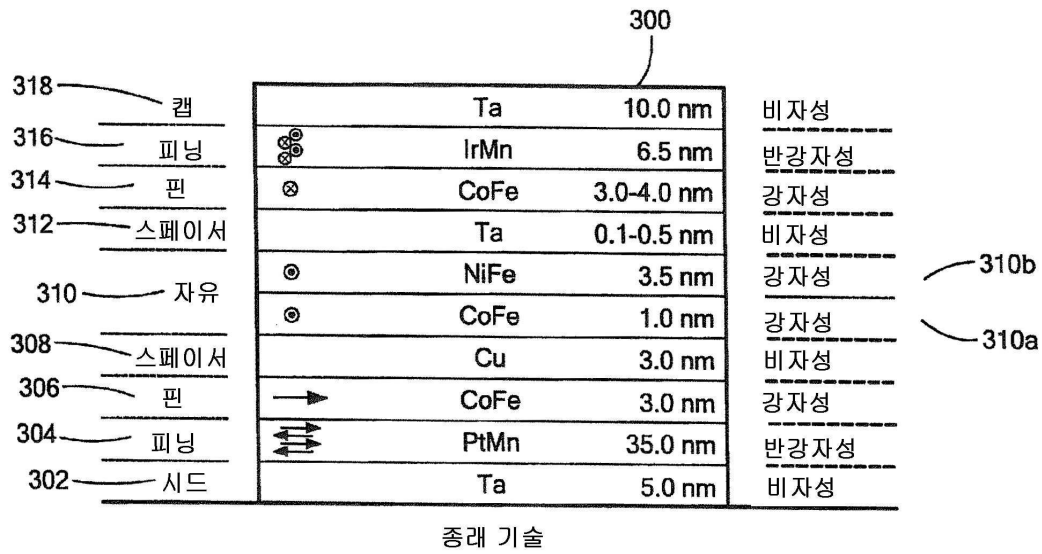 300
318 캡 Ta 10.0 nm 비자성
316 피닝 IrMn 6.5 nm 반강자성
314 핀 CoFe 3.0-4.0 nm 강자성
312 스페이서 Ta 0.1-0.5 nm 비자성
310 자유 NiFe 3.5 nm 강자성 310b
CoFe 1.0 nm 강자성 310a
308 스페이서 Cu 3.0 nm 비자성
306 핀 CoFe 3.0 nm 강자성
304 피닝 PtMn 35.0 nm 반강자성
302 시드 Ta 5.0 nm 비자성
종래 기술